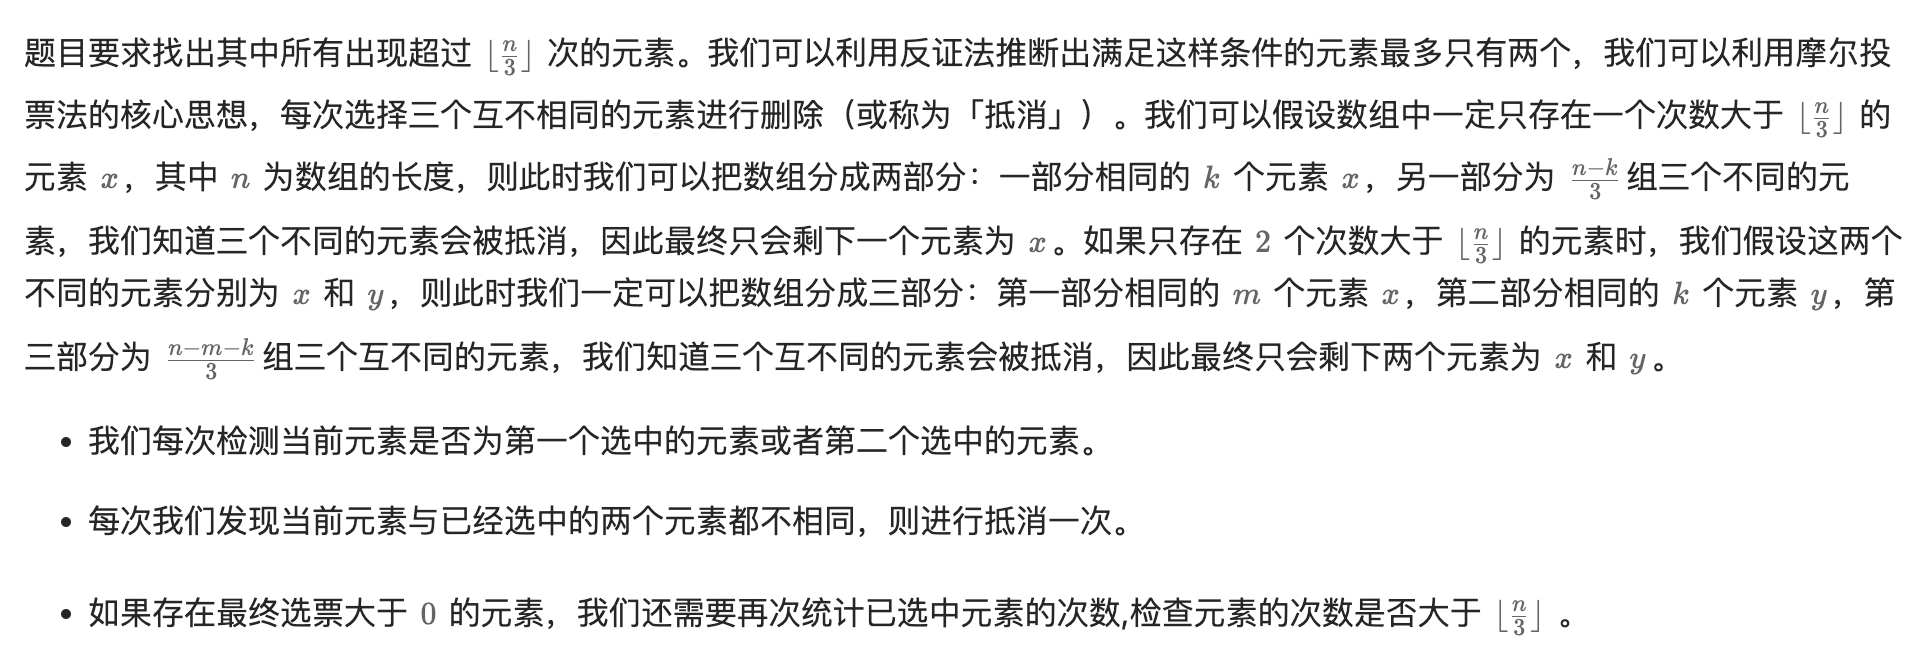 题目要求找出其中所有出现超过 ⌊n/3⌋ 次的元素。我们可以利用反证法推断出满足这样条件的元素最多只有两个，我们可以利用摩尔投
票法的核心思想，每次选择三个互不相同的元素进行删除（或称为「抵消」）。我们可以假设数组中一定只存在一个次数大于 ⌊n/3⌋ 的
元素 x，其中 n 为数组的长度，则此时我们可以把数组分成两部分：一部分相同的 k 个元素 x，另一部分为 (n−k)/3 组三个不同的元
素，我们知道三个不同的元素会被抵消，因此最终只会剩下一个元素为 x。如果只存在 2 个次数大于 ⌊n/3⌋ 的元素时，我们假设这两个
不同的元素分别为 x 和 y，则此时我们一定可以把数组分成三部分：第一部分相同的 m 个元素 x，第二部分相同的 k 个元素 y，第
三部分为 (n−m−k)/3 组三个互不同的元素，我们知道三个互不同的元素会被抵消，因此最终只会剩下两个元素为 x 和 y。
• 我们每次检测当前元素是否为第一个选中的元素或者第二个选中的元素。
• 每次我们发现当前元素与已经选中的两个元素都不相同，则进行抵消一次。
• 如果存在最终选票大于 0 的元素，我们还需要再次统计已选中元素的次数,检查元素的次数是否大于 ⌊n/3⌋ 。